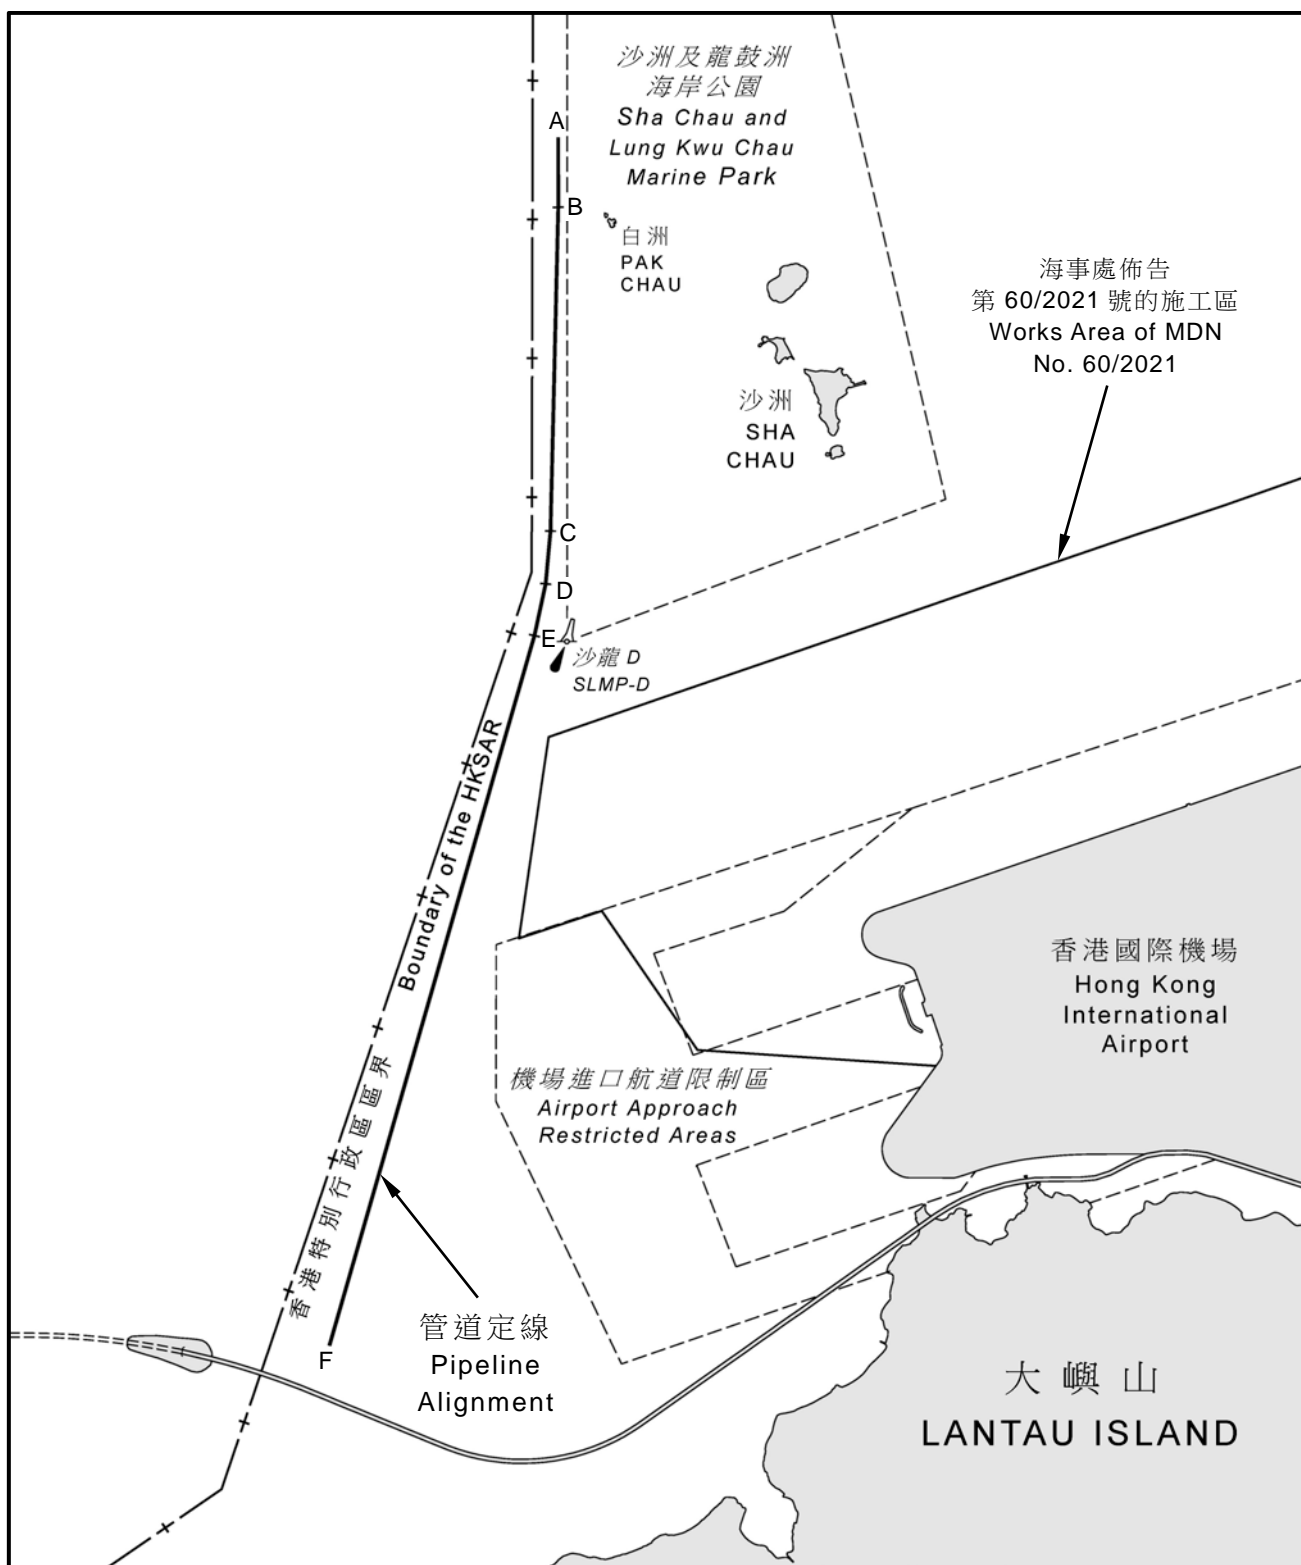 沙洲及龍鼓洲
海岸公園
Sha Chau and
Lung Kwu Chau
Marine Park
A
B
白洲
PAK
CHAU
海事處佈告
第 60/2021 號的施工區
Works Area of MDN
No. 60/2021
沙洲
SHA
CHAU
C
D
E
沙龍 D
SLMP-D
Boundary of the HKSAR
香港特別行政區區界
香港國際機場
Hong Kong
International
Airport
機場進口航道限制區
Airport Approach
Restricted Areas
F
管道定線
Pipeline
Alignment
大嶼山
LANTAU ISLAND